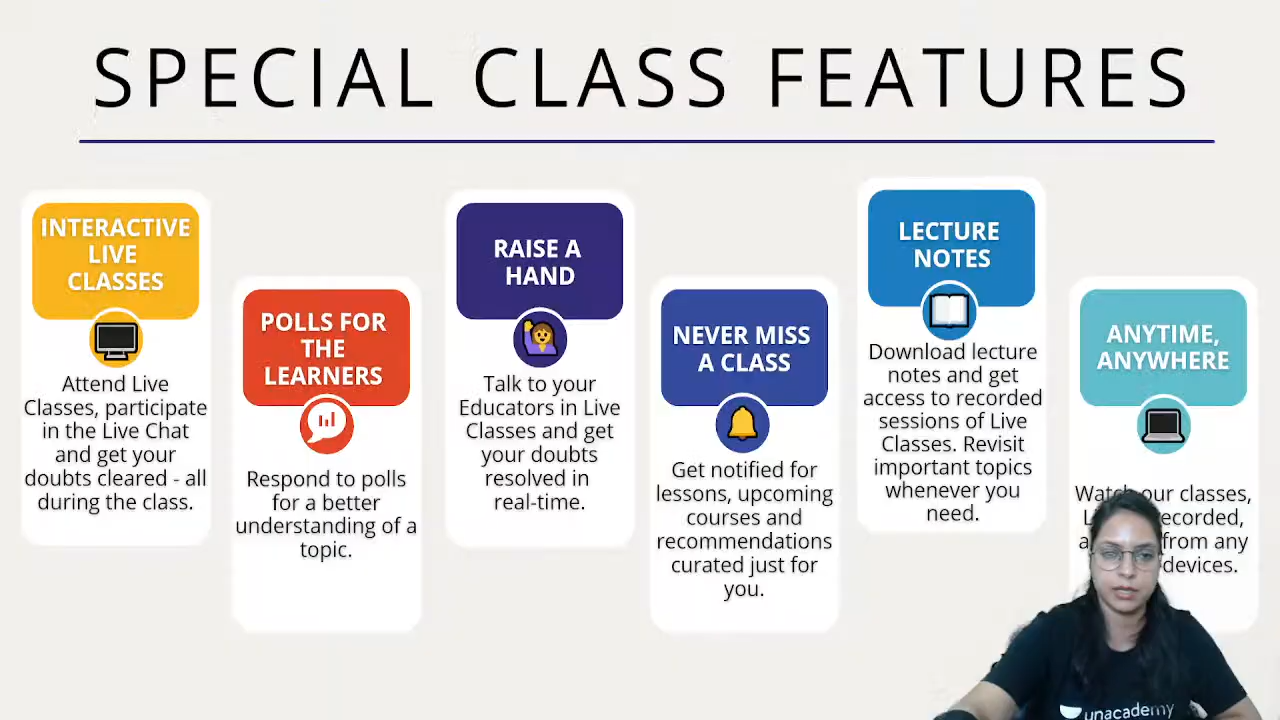 SPECIAL CLASS FEATURES
INTERACTIVE
LIVE
CLASSES
Attend Live
Classes, participate
in the Live Chat
and get your
doubts cleared - all
during the class.
POLLS FOR
THE
LEARNERS
Respond to polls
for a better
understanding of a
topic.
RAISE A
HAND
Talk to your
Educators in Live
Classes and get
your doubts
resolved in
real-time.
NEVER MISS
A CLASS
Get notified for
lessons, upcoming
courses and
recommendations
curated just for
you.
LECTURE
NOTES
Download lecture
notes and get
access to recorded
sessions of Live
Classes. Revisit
important topics
whenever you
need.
ANYTIME,
ANYWHERE
Watch our classes,
recorded,
from any
devices.
unacademy